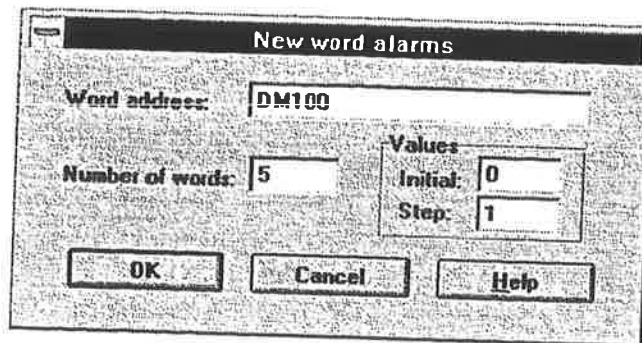 New word alarms
Word address: DM100
Values
Number of words: 5
Initial: 0
Step: 1
OK Cancel Help